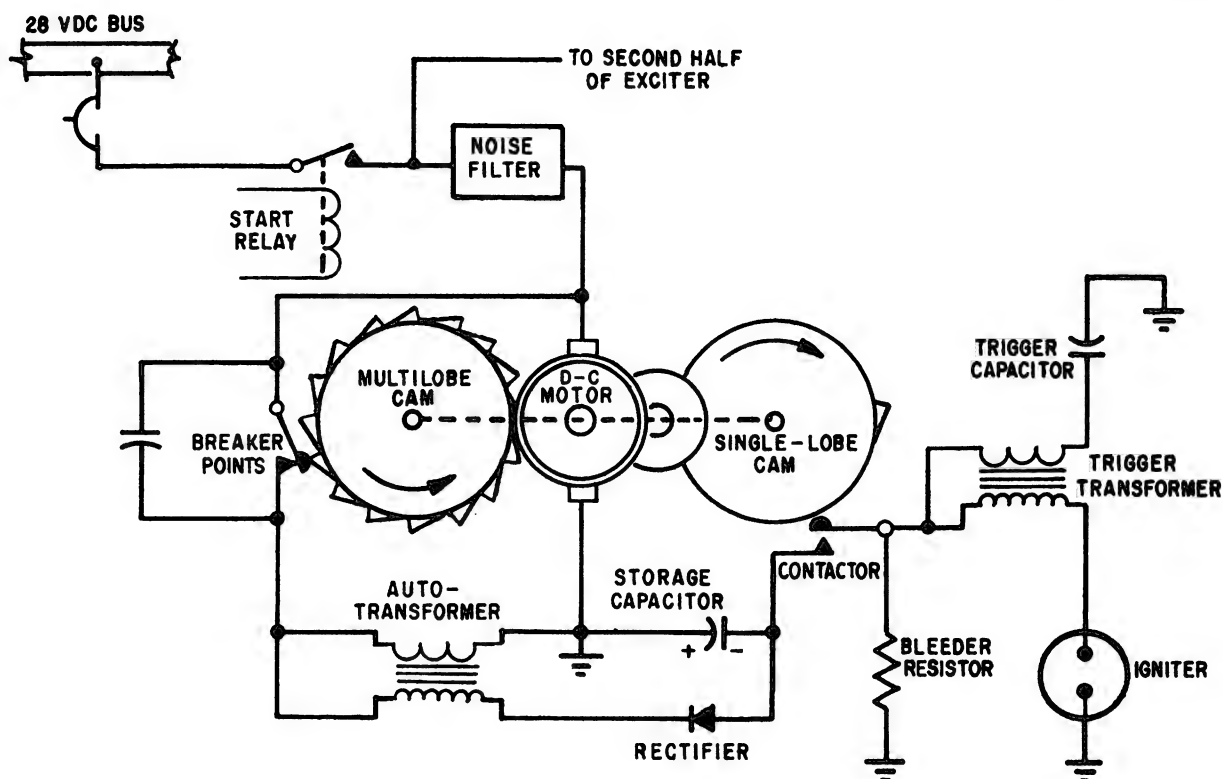 28 VDC BUS
TO SECOND HALF
OF EXCITER
NOISE
FILTER
START
RELAY
MULTILOBE
CAM
D-C
MOTOR
SINGLE-LOBE
CAM
TRIGGER
CAPACITOR
BREAKER
POINTS
TRIGGER
TRANSFORMER
AUTO-
TRANSFORMER
STORAGE
CAPACITOR
+ -
CONTACTOR
BLEEDER
RESISTOR
IGNITER
RECTIFIER